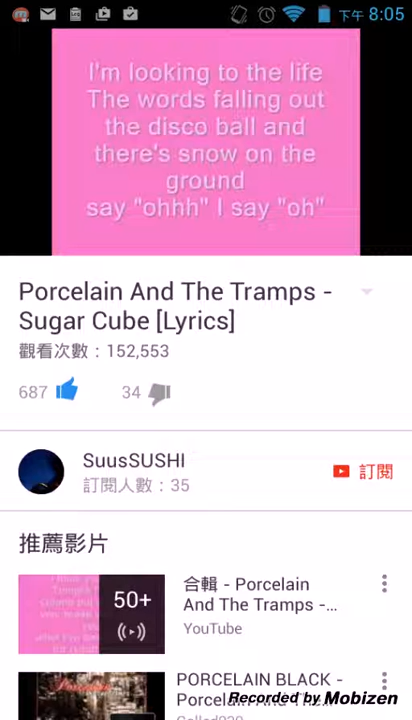 下午 8:05
I'm looking to the life
The words falling out
the disco ball and
there's snow on the
ground
say "ohhh" I say "oh"
Porcelain And The Tramps -
Sugar Cube [Lyrics]
觀看次數：152,553
687 34
SuusSUSHI
訂閱人數：35
訂閱
推薦影片
50+
合輯 - Porcelain
And The Tramps -...
YouTube
PORCELAIN BLACK -
Porcelain And The...
Recorded by Mobizen